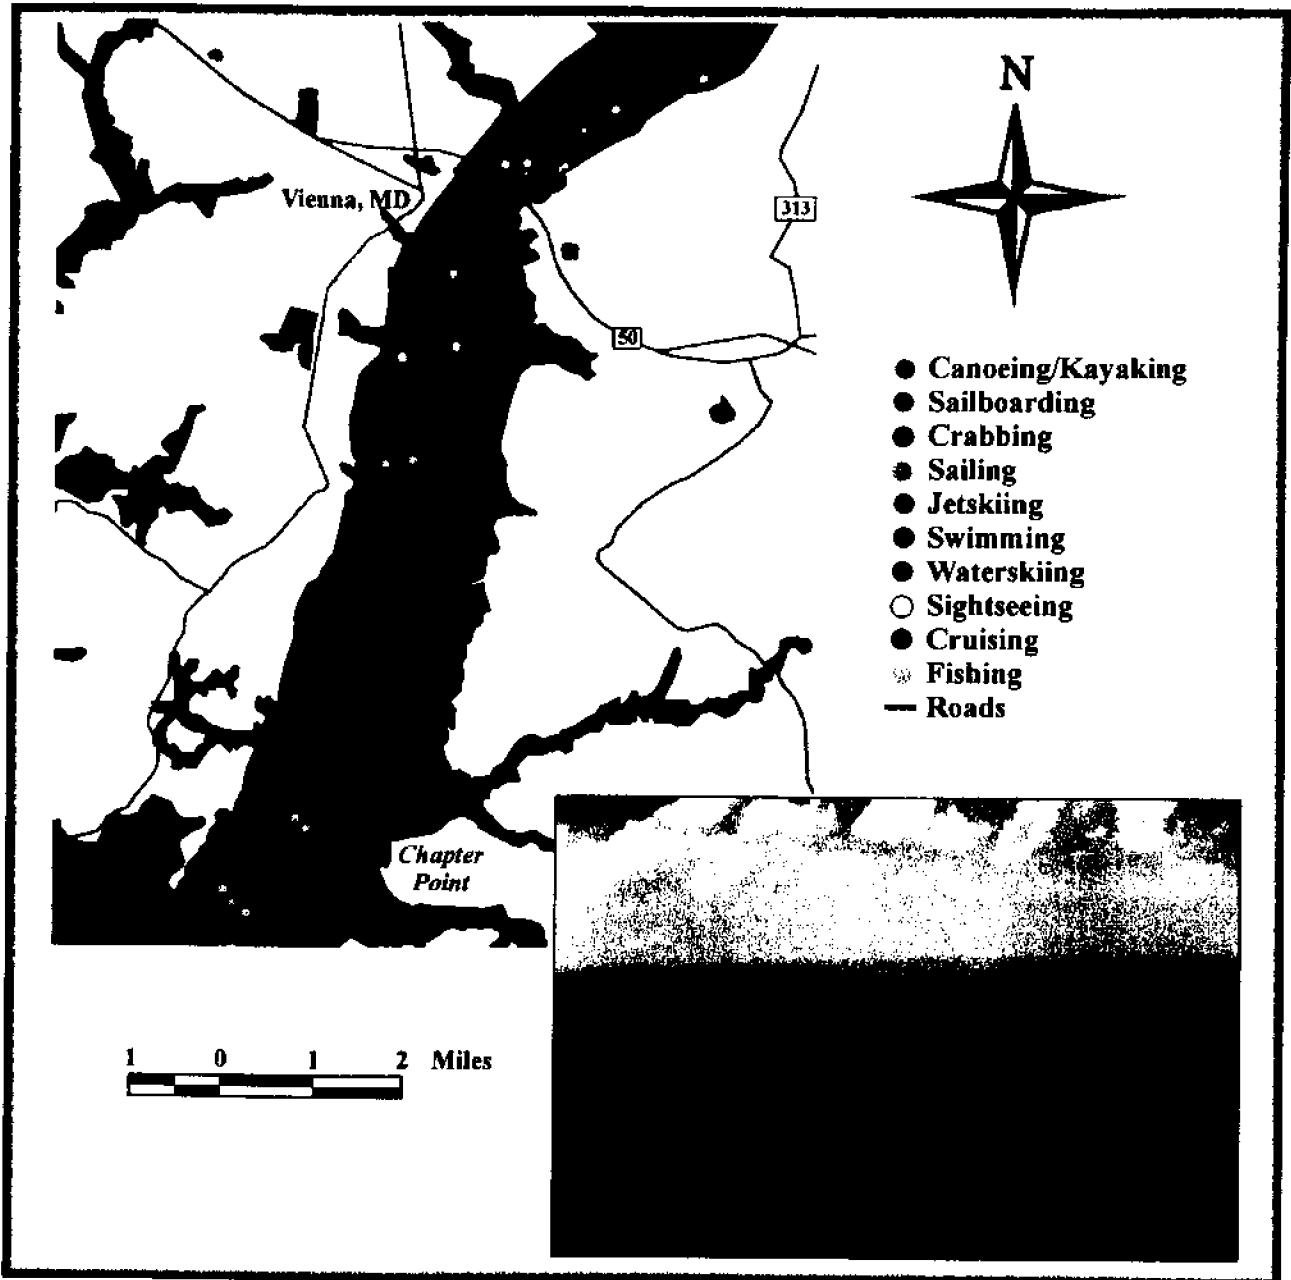 N
Vienna, MD
313
50
Canoeing/Kayaking
Sailboarding
Crabbing
Sailing
Jetskiing
Swimming
Waterskiing
Sightseeing
Cruising
Fishing
Roads
Chapter
Point
1 0 1 2 Miles